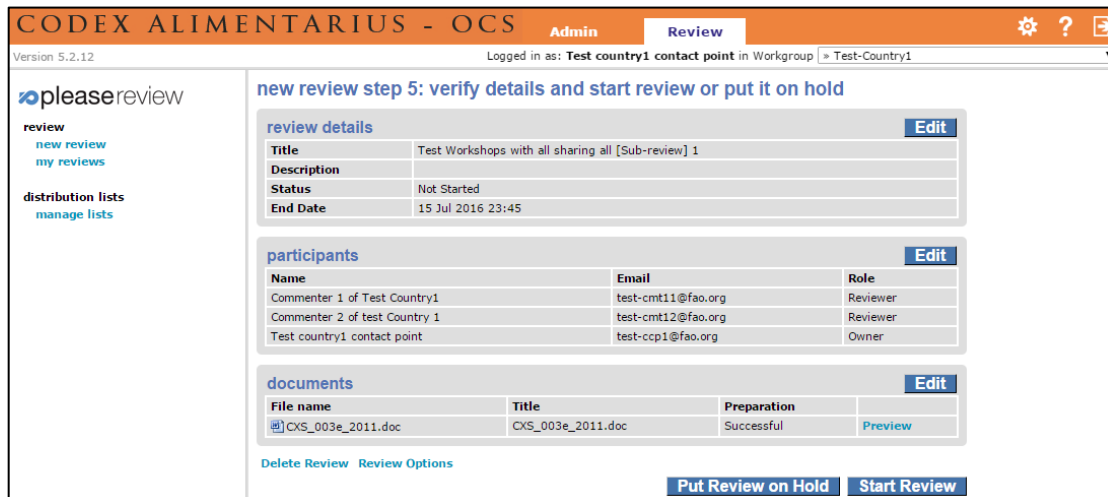 CODEX ALIMENTARIUS - OCS Admin Review ?
Version 5.2.12 Logged in as: Test country1 contact point in Workgroup » Test-Country1
pleasereview
review
new review
my reviews
distribution lists
manage lists
new review step 5: verify details and start review or put it on hold
review details Edit
Title Test Workshops with all sharing all [Sub-review] 1
Description
Status Not Started
End Date 15 Jul 2016 23:45
participants Edit
Name Email Role
Commenter 1 of Test Country1 test-cmt11@fao.org Reviewer
Commenter 2 of test Country 1 test-cmt12@fao.org Reviewer
Test country1 contact point test-ccp1@fao.org Owner
documents Edit
File name Title Preparation
CXS_003e_2011.doc CXS_003e_2011.doc Successful Preview
Delete Review Review Options
Put Review on Hold Start Review